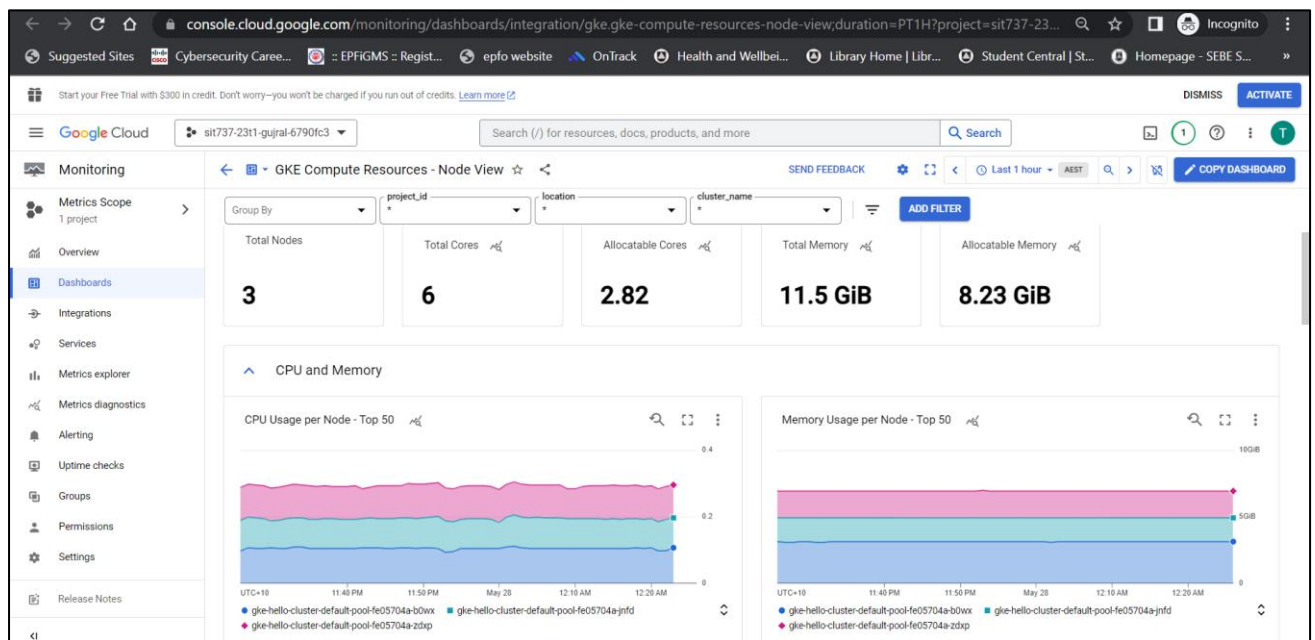 console.cloud.google.com/monitoring/dashboards/integration/gke.gke-compute-resources-node-view;duration=PT1H?project=sit737-23... Incognito
Suggested Sites Cybersecurity Caree... :: EPFiGMS :: Regist... epfo website OnTrack Health and Wellbei... Library Home | Libr... Student Central | St... Homepage - SEBE S... »
Start your Free Trial with $300 in credit. Don't worry—you won't be charged if you run out of credits. Learn more DISMISS ACTIVATE
Google Cloud sit737-23t1-gujral-6790fc3 Search (/) for resources, docs, products, and more Search 1 T
Monitoring GKE Compute Resources - Node View SEND FEEDBACK Last 1 hour AEST COPY DASHBOARD
Metrics Scope
1 project
Group By project_id * location * cluster_name * ADD FILTER
Overview
Dashboards
Integrations
Services
Metrics explorer
Metrics diagnostics
Alerting
Uptime checks
Groups
Permissions
Settings
Release Notes
Total Nodes Total Cores Allocatable Cores Total Memory Allocatable Memory
3 6 2.82 11.5 GiB 8.23 GiB
CPU and Memory
CPU Usage per Node - Top 50
0.4
0.2
0
UTC+10 11:40 PM 11:50 PM May 28 12:10 AM 12:20 AM
gke-hello-cluster-default-pool-fe05704a-b0wx gke-hello-cluster-default-pool-fe05704a-jnfd
gke-hello-cluster-default-pool-fe05704a-zdxp
Memory Usage per Node - Top 50
10GiB
5GiB
0
UTC+10 11:40 PM 11:50 PM May 28 12:10 AM 12:20 AM
gke-hello-cluster-default-pool-fe05704a-b0wx gke-hello-cluster-default-pool-fe05704a-jnfd
gke-hello-cluster-default-pool-fe05704a-zdxp